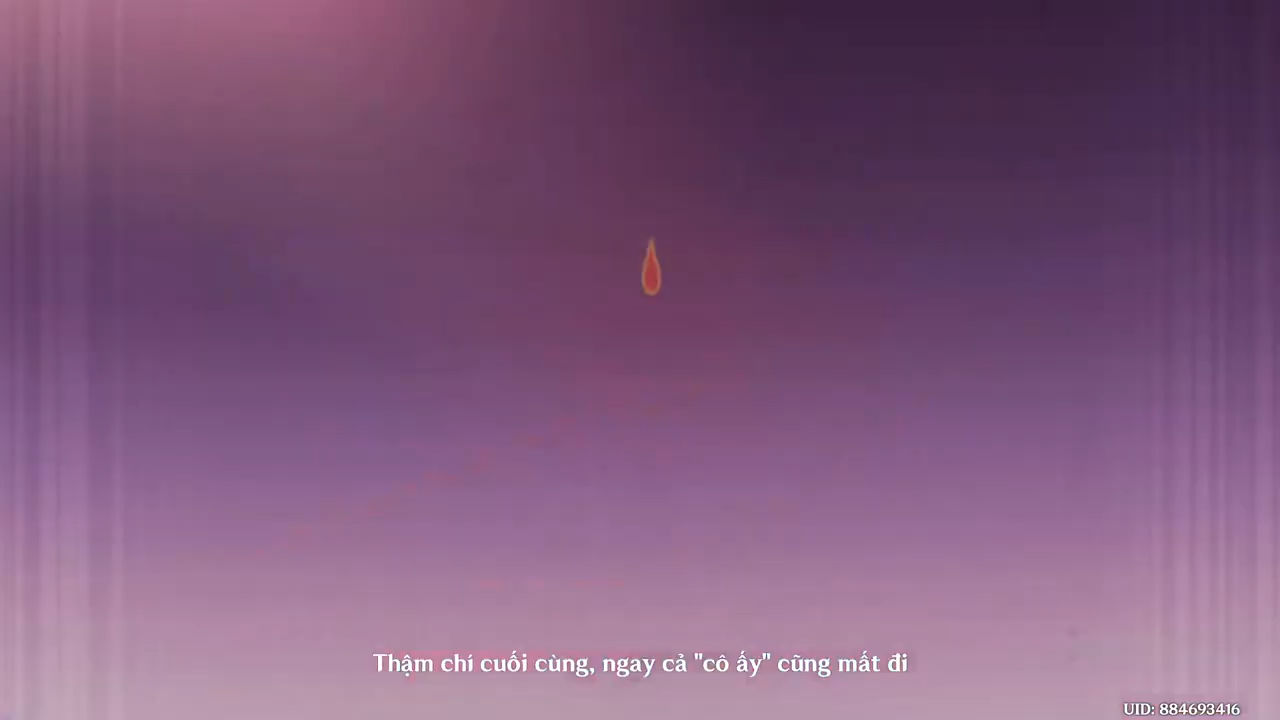 Thậm chí cuối cùng, ngay cả "cô ấy" cũng mất đi
UID: 884693416